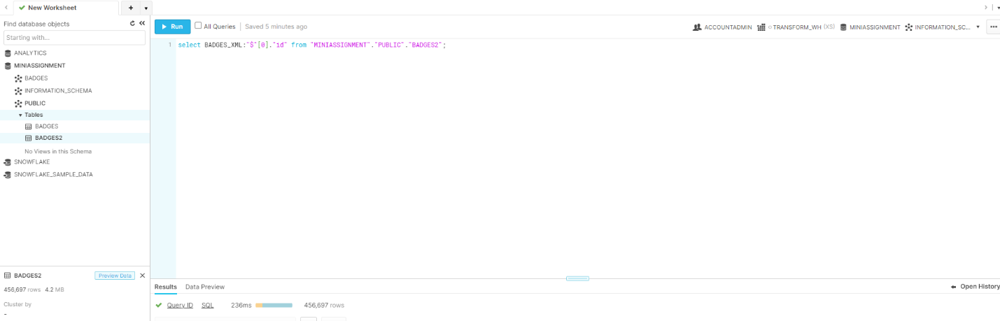 New Worksheet
+
Find database objects
Starting with...
ANALYTICS
MINIASSIGNMENT
BADGES
INFORMATION_SCHEMA
PUBLIC
Tables
BADGES
BADGES2
No Views in this Schema
SNOWFLAKE
SNOWFLAKE_SAMPLE_DATA
BADGES2 Preview Data
456,697 rows 4.2 MB
Cluster by
-
Run All Queries Saved 5 minutes ago
ACCOUNTADMIN TRANSFORM_WH (XS) MINIASSIGNMENT INFORMATION_SC...
1 select BADGES_XML:"$"[0]."id" from "MINIASSIGNMENT"."PUBLIC"."BADGES2";
Results Data Preview
Open History
Query ID SQL 236ms 456,697 rows